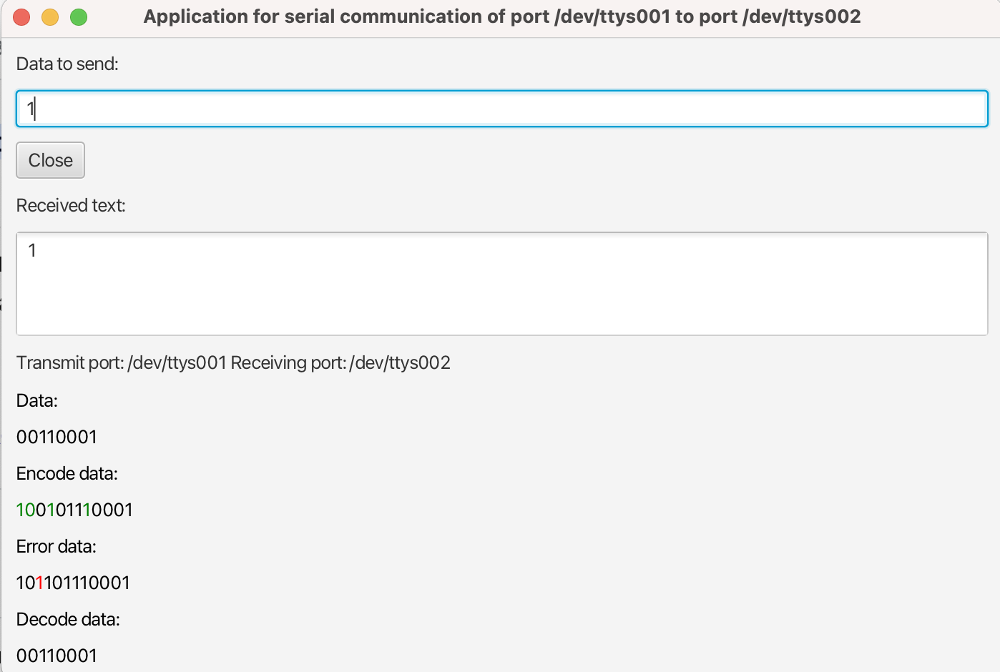 Application for serial communication of port /dev/ttys001 to port /dev/ttys002
Data to send:
1
Close
Received text:
1
Transmit port: /dev/ttys001 Receiving port: /dev/ttys002
Data:
00110001
Encode data:
100101110001
Error data:
101101110001
Decode data:
00110001